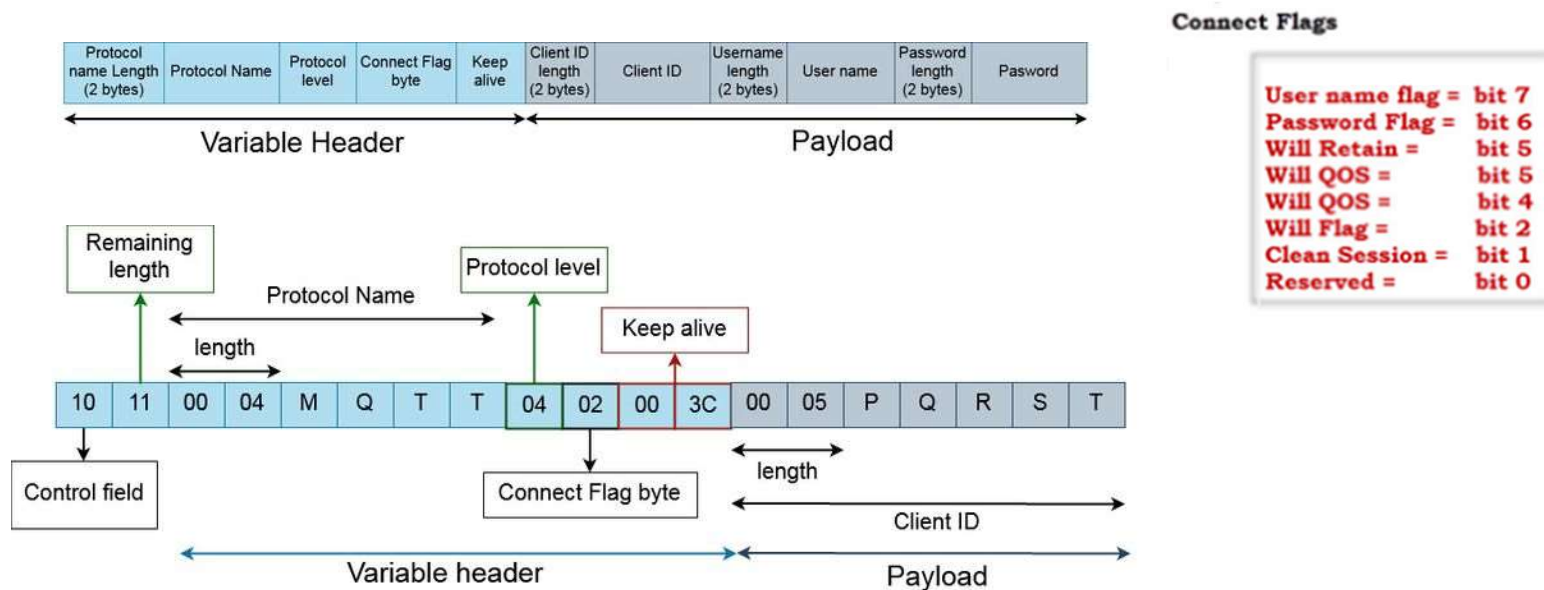 Connect Flags
Protocol
name Length
(2 bytes)
Protocol Name
Protocol
level
Connect Flag
byte
Keep
alive
Client ID
length
(2 bytes)
Client ID
Username
length
(2 bytes)
User name
Password
length
(2 bytes)
Pasword
Variable Header
Payload
User name flag = bit 7
Password Flag = bit 6
Will Retain = bit 5
Will QOS = bit 5
Will QOS = bit 4
Will Flag = bit 2
Clean Session = bit 1
Reserved = bit 0
Remaining
length
Protocol Name
length
Protocol level
Keep alive
10 11 00 04 M Q T T 04 02 00 3C 00 05 P Q R S T
Control field
Connect Flag byte
length
Client ID
Variable header
Payload